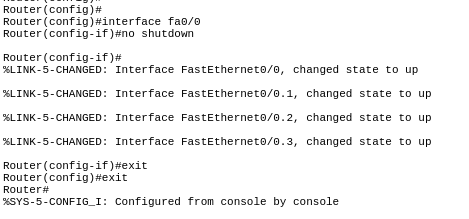 Router(config)#
Router(config)#interface fa0/0
Router(config-if)#no shutdown
Router(config-if)#
%LINK-5-CHANGED: Interface FastEthernet0/0, changed state to up
%LINK-5-CHANGED: Interface FastEthernet0/0.1, changed state to up
%LINK-5-CHANGED: Interface FastEthernet0/0.2, changed state to up
%LINK-5-CHANGED: Interface FastEthernet0/0.3, changed state to up
Router(config-if)#exit
Router(config)#exit
Router#
%SYS-5-CONFIG_I: Configured from console by console